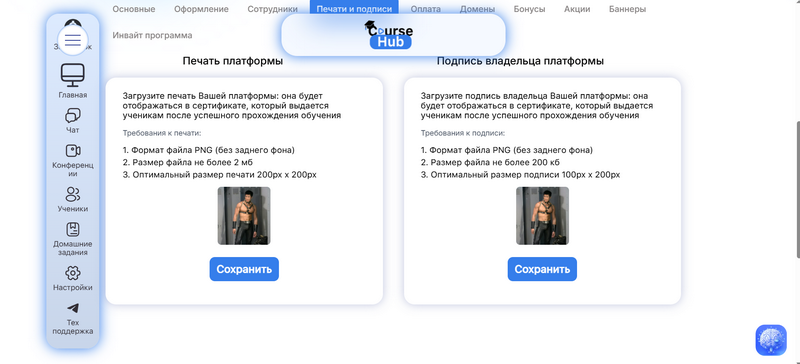 Основные
Оформление
Сотрудники
Печати и подписи
Оплата
Домены
Бонусы
Акции
Баннеры
Инвайт программа
Course
Hub
Главная
Чат
Конференц
ии
Ученики
Домашние
задания
Настройки
Тех
поддержка
Печать платформы
Загрузите печать Вашей платформы: она будет
отображаться в сертификате, который выдается
ученикам после успешного прохождения обучения
Требования к печати:
1. Формат файла PNG (без заднего фона)
2. Размер файла не более 2 мб
3. Оптимальный размер печати 200px x 200px
Сохранить
Подпись владельца платформы
Загрузите подпись владельца Вашей платформы: она
будет отображаться в сертификате, который выдается
ученикам после успешного прохождения обучения
Требования к подписи:
1. Формат файла PNG (без заднего фона)
2. Размер файла не более 200 кб
3. Оптимальный размер подписи 100px x 200px
Сохранить